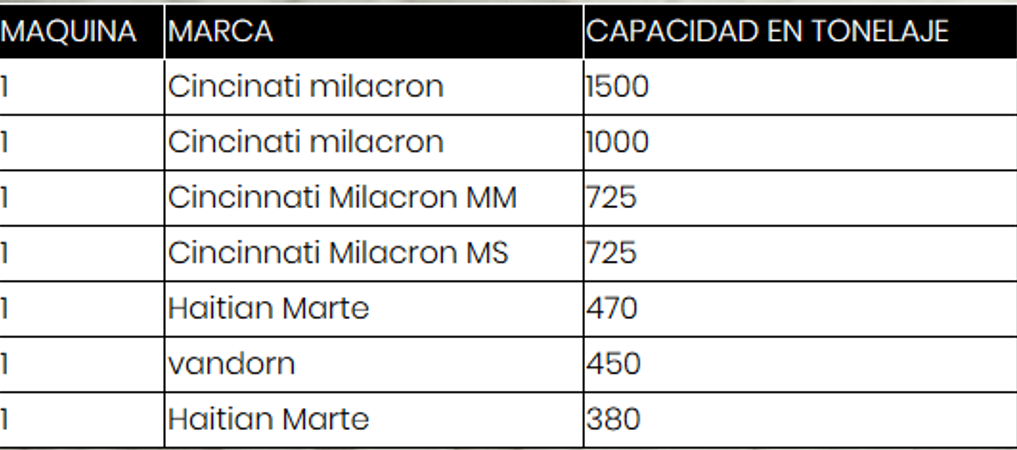 MAQUINA MARCA CAPACIDAD EN TONELAJE
1 Cincinati milacron 1500
1 Cincinati milacron 1000
1 Cincinnati Milacron MM 725
1 Cincinnati Milacron MS 725
1 Haitian Marte 470
1 vandorn 450
1 Haitian Marte 380